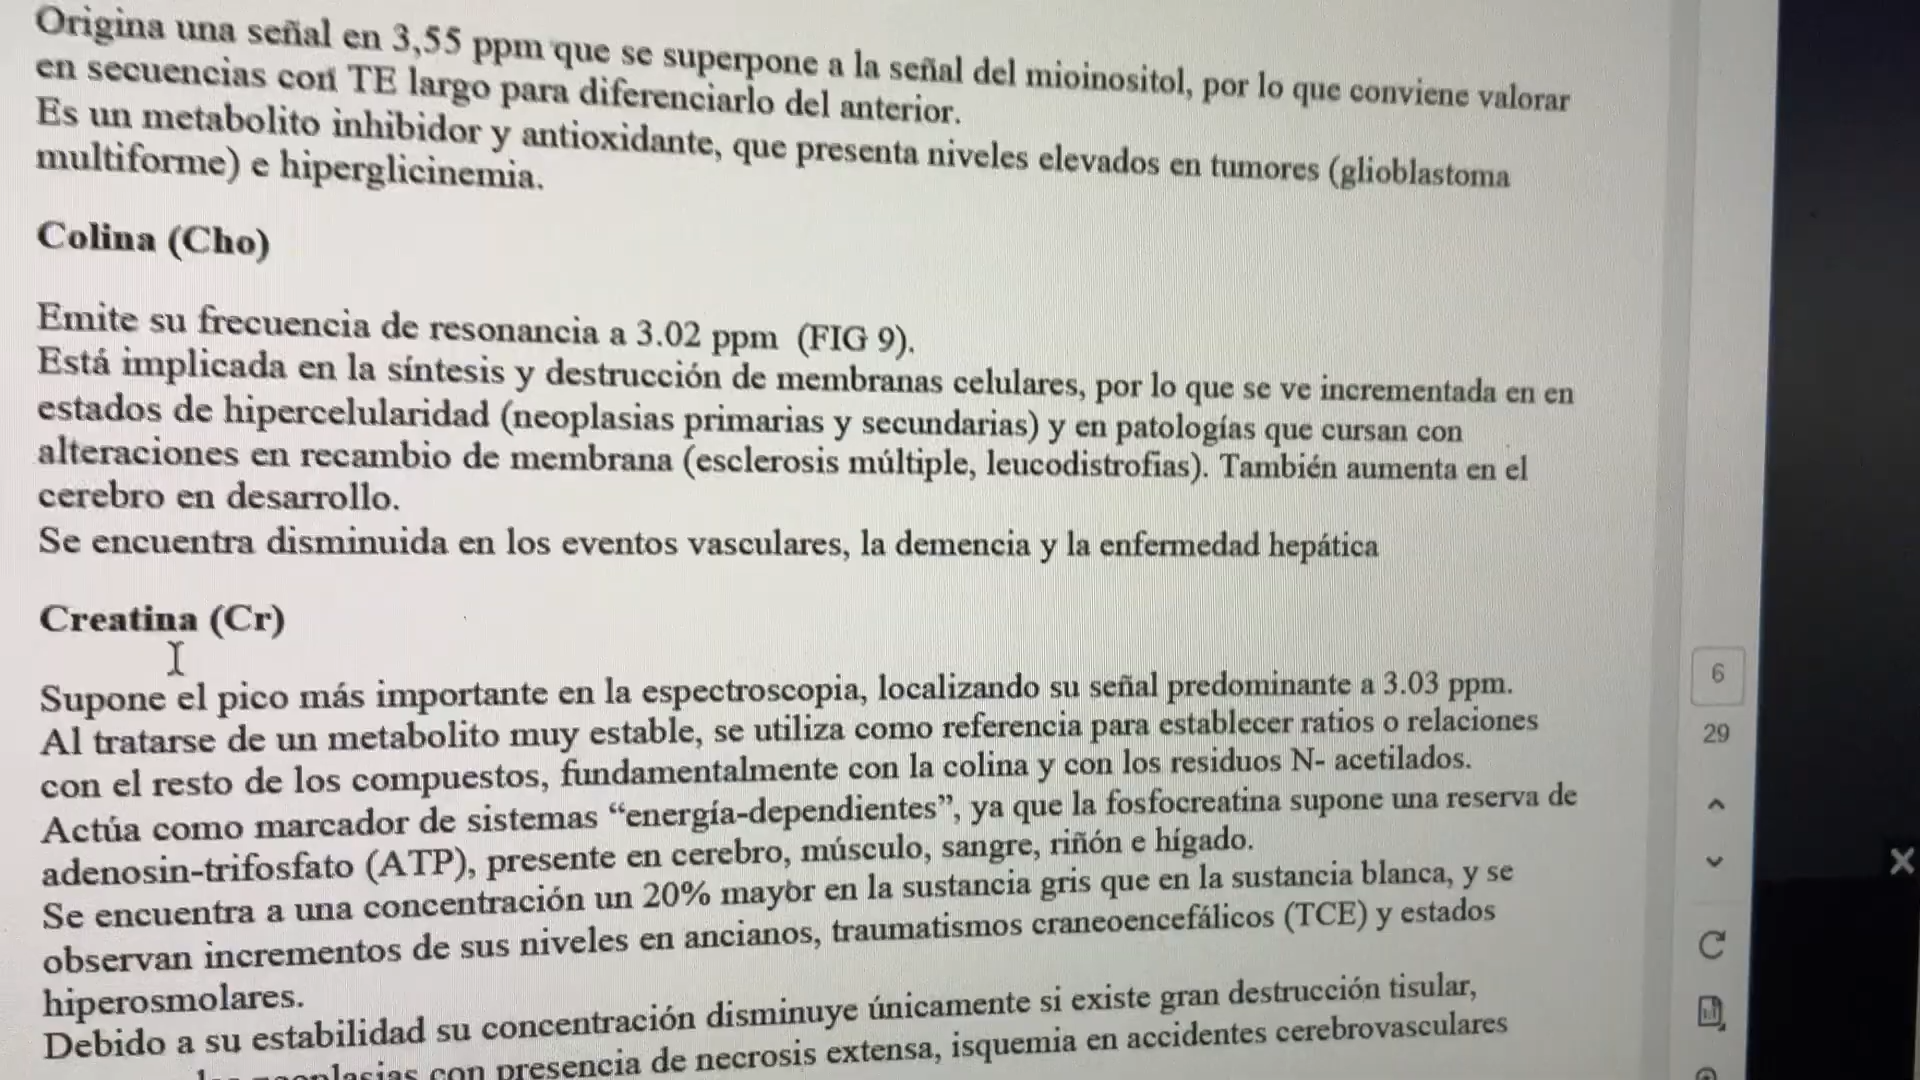 Origina una señal en 3,55 ppm que se superpone a la señal del mioinositol, por lo que conviene valorar
en secuencias con TE largo para diferenciarlo del anterior.
Es un metabolito inhibidor y antioxidante, que presenta niveles elevados en tumores (glioblastoma
multiforme) e hiperglicinemia.
Colina (Cho)
Emite su frecuencia de resonancia a 3.02 ppm (FIG 9).
Está implicada en la síntesis y destrucción de membranas celulares, por lo que se ve incrementada en en
estados de hipercelularidad (neoplasias primarias y secundarias) y en patologías que cursan con
alteraciones en recambio de membrana (esclerosis múltiple, leucodistrofias). También aumenta en el
cerebro en desarrollo.
Se encuentra disminuida en los eventos vasculares, la demencia y la enfermedad hepática
Creatina (Cr)
Supone el pico más importante en la espectroscopia, localizando su señal predominante a 3.03 ppm.
Al tratarse de un metabolito muy estable, se utiliza como referencia para establecer ratios o relaciones
con el resto de los compuestos, fundamentalmente con la colina y con los residuos N- acetilados.
Actúa como marcador de sistemas “energía-dependientes”, ya que la fosfocreatina supone una reserva de
adenosin-trifosfato (ATP), presente en cerebro, músculo, sangre, riñón e hígado.
Se encuentra a una concentración un 20% mayor en la sustancia gris que en la sustancia blanca, y se
observan incrementos de sus niveles en ancianos, traumatismos craneoencefálicos (TCE) y estados
hiperosmolares.
Debido a su estabilidad su concentración disminuye únicamente si existe gran destrucción tisular,
con presencia de necrosis extensa, isquemia en accidentes cerebrovasculares
6
29